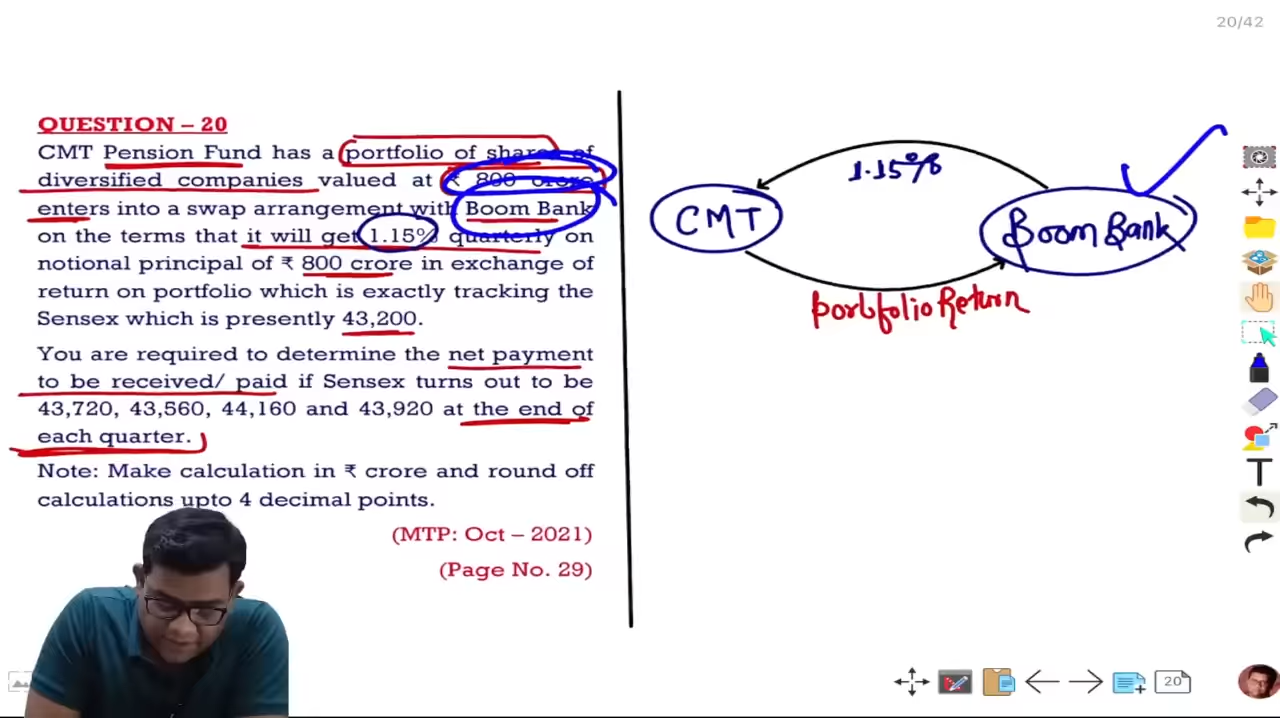 20/42
QUESTION – 20
CMT Pension Fund has a portfolio of shares of
diversified companies valued at ₹ 800 crore
enters into a swap arrangement with Boom Bank
on the terms that it will get 1.15% quarterly on
notional principal of ₹ 800 crore in exchange of
return on portfolio which is exactly tracking the
Sensex which is presently 43,200.
You are required to determine the net payment
to be received/ paid if Sensex turns out to be
43,720, 43,560, 44,160 and 43,920 at the end of
each quarter.
Note: Make calculation in ₹ crore and round off
calculations upto 4 decimal points.
(MTP: Oct – 2021)
(Page No. 29)
1.15%
CMT
Boom Bank
Portfolio Return
T
20